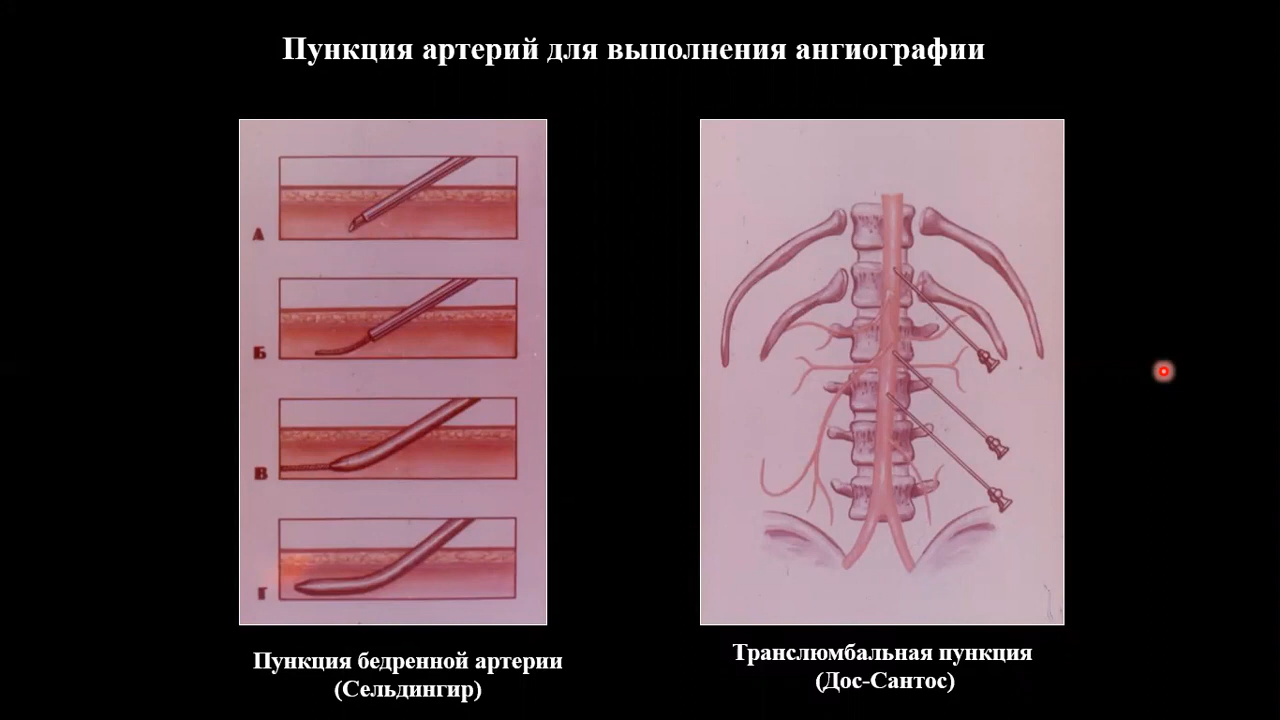 Пункция артерий для выполнения ангиографии
А
Б
В
Г
Пункция бедренной артерии
(Сельдингир)
Транслюмбальная пункция
(Дос-Сантос)